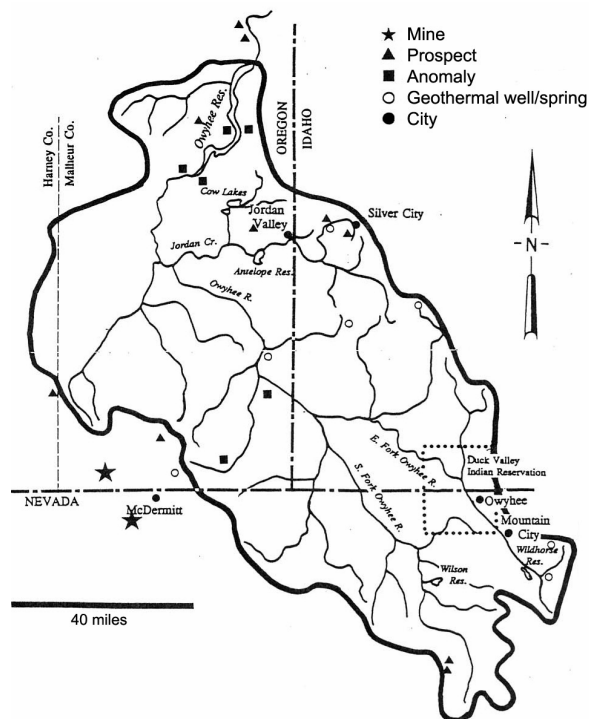 Mine
Prospect
Anomaly
Geothermal well/spring
City
Harney Co.
Malheur Co.
Owyhee Res.
OREGON
IDAHO
Cow Lakes
Jordan
Valley
Silver City
Jordan Cr.
Antelope Res.
Owyhee R.
-N-
E. Fork Owyhee R.
S. Fork Owyhee R.
Duck Valley
Indian Reservation
NEVADA
McDermitt
Owyhee
Mountain
City
Wildhorse
Res.
Wilson
Res.
40 miles